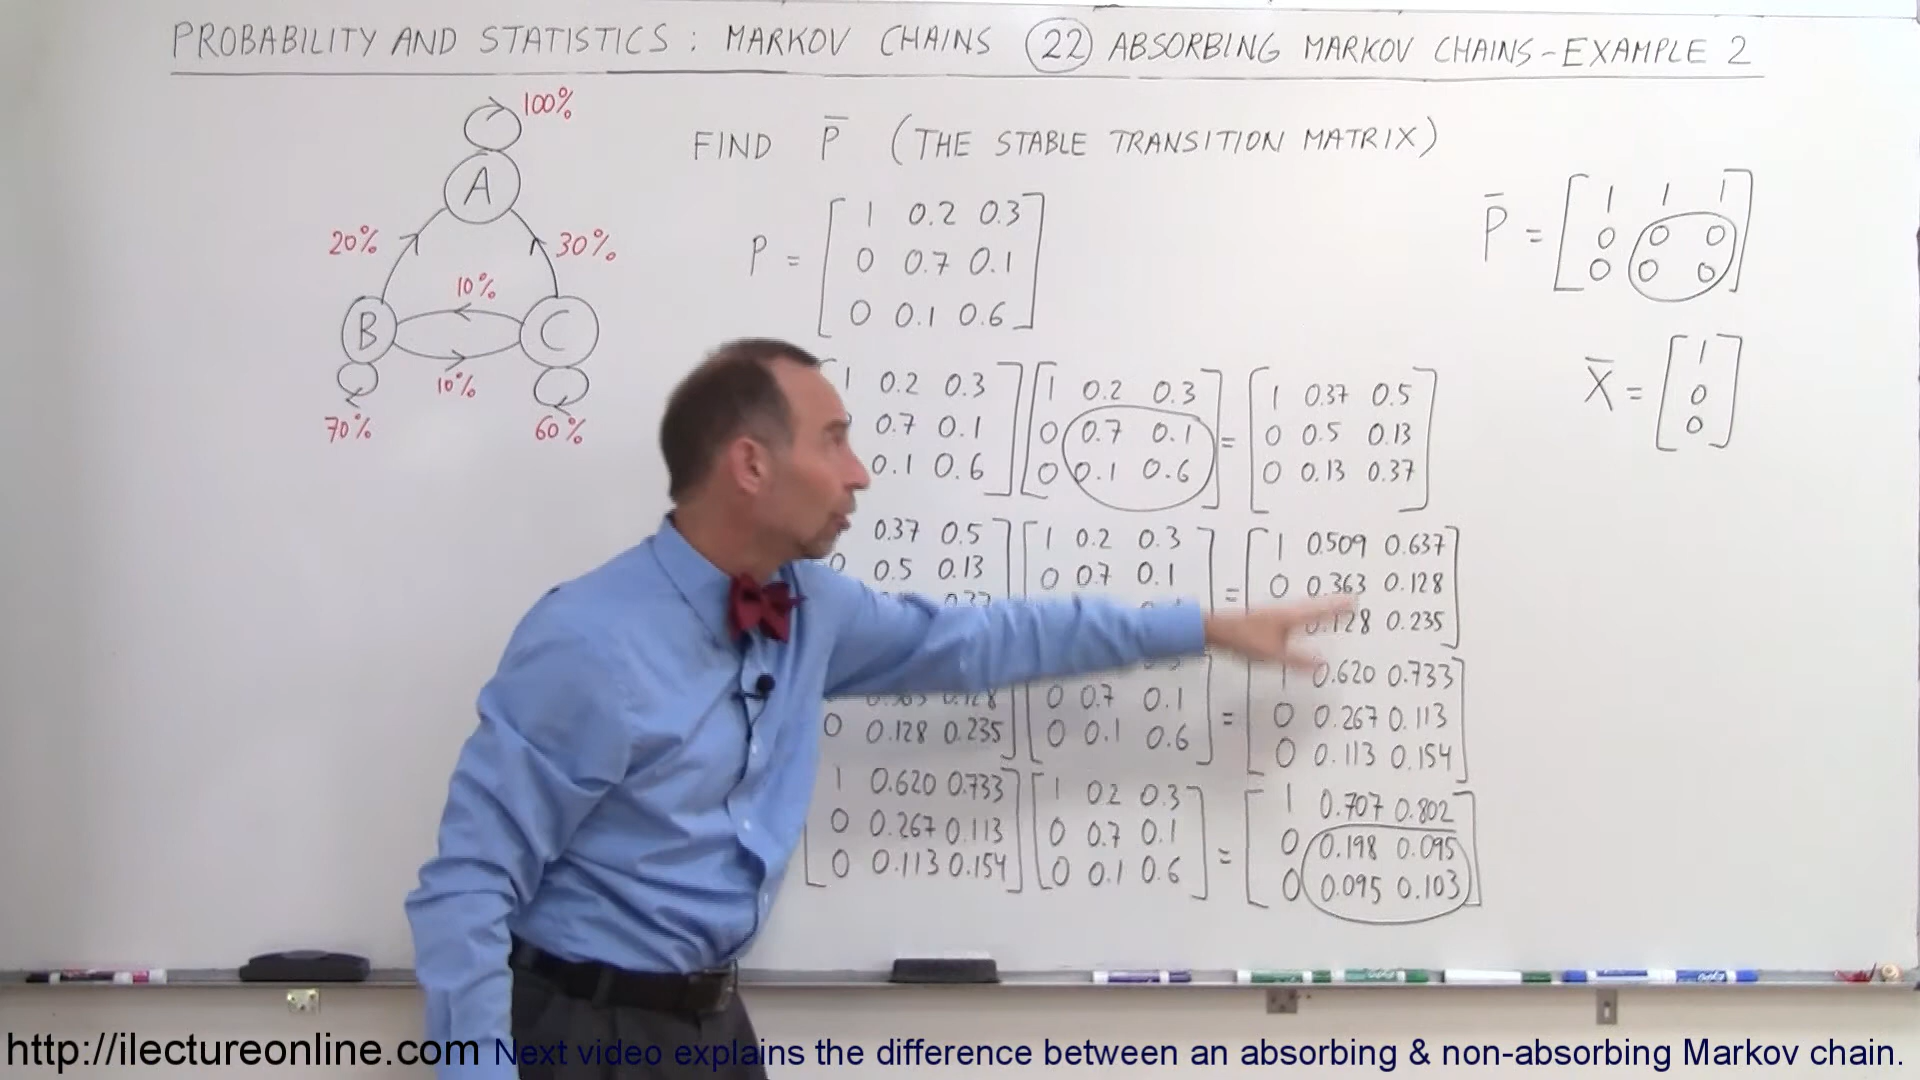 PROBABILITY AND STATISTICS: MARKOV CHAINS 22 ABSORBING MARKOV CHAINS - EXAMPLE 2
100%
A
20%
30%
10%
B
C
10%
70%
60%
FIND P̅ (THE STABLE TRANSITION MATRIX)
P =
1 0.2 0.3
0 0.7 0.1
0 0.1 0.6
1 0.2 0.3
0.7 0.1
0.1 0.6
1 0.2 0.3
0 0.7 0.1
0 0.1 0.6
=
1 0.37 0.5
0 0.5 0.13
0 0.13 0.37
0.37 0.5
0 0.5 0.13
1 0.2 0.3
0 0.7 0.1
=
1 0.509 0.637
0 0.363 0.128
0.128 0.235
0 0.128 0.235
0 0.7 0.1
0 0.1 0.6
=
0.620 0.733
0 0.267 0.113
0 0.113 0.154
1 0.620 0.733
0 0.267 0.113
0 0.113 0.154
1 0.2 0.3
0 0.7 0.1
0 0.1 0.6
=
1 0.707 0.802
0 0.198 0.095
0 0.095 0.103
P̅ =
1 1 1
0 0 0
0 0 0
X̅ =
1
0
0
http://ilectureonline.com Next video explains the difference between an absorbing & non-absorbing Markov chain.